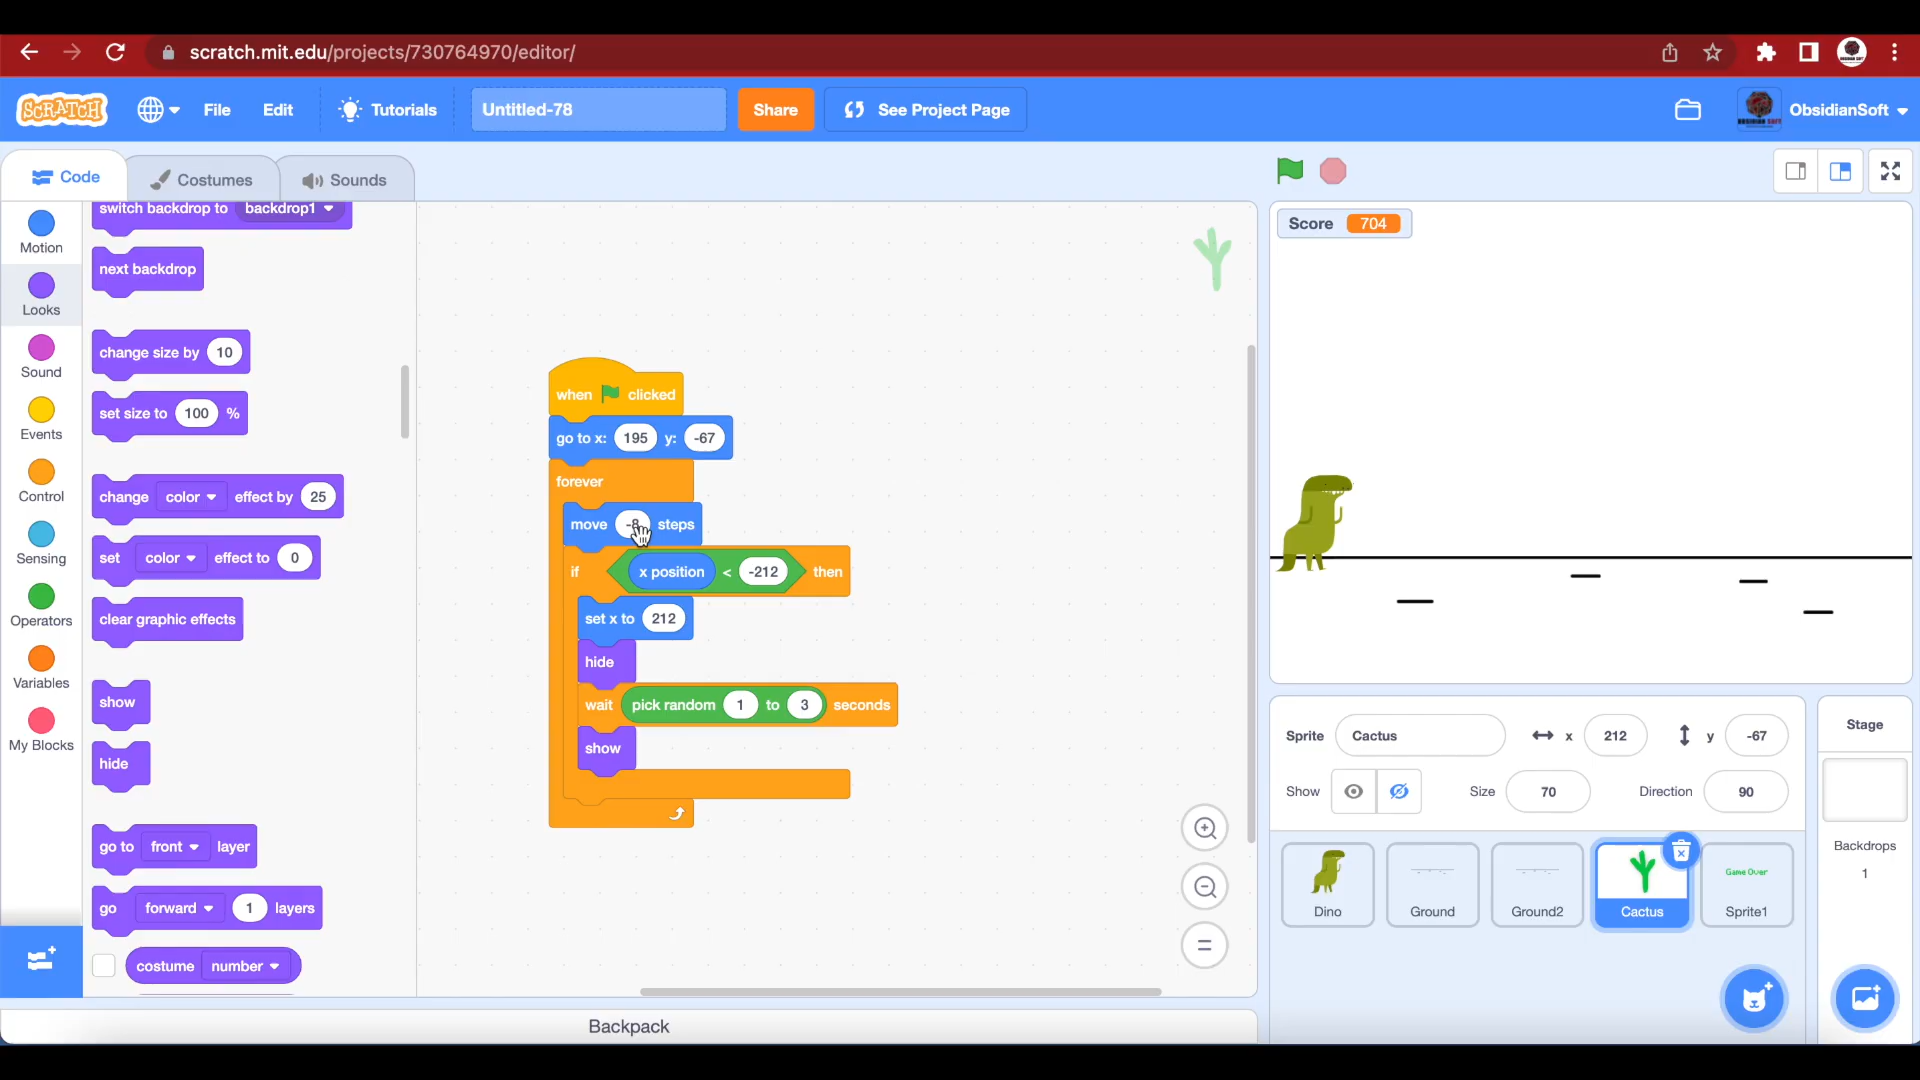 scratch.mit.edu/projects/730764970/editor/
SCRATCH File Edit Tutorials Untitled-78 Share See Project Page ObsidianSoft
Code Costumes Sounds
Motion
Looks
Sound
Events
Control
Sensing
Operators
Variables
My Blocks
switch backdrop to backdrop1
next backdrop
change size by 10
set size to 100 %
change color effect by 25
set color effect to 0
clear graphic effects
show
hide
go to front layer
go forward 1 layers
costume number
when clicked
go to x: 195 y: -67
forever
move -8 steps
if x position < -212 then
set x to 212
hide
wait pick random 1 to 3 seconds
show
Backpack
Score 704
Sprite Cactus x 212 y -67
Show Size 70 Direction 90
Dino Ground Ground2 Cactus Game Over Sprite1
Stage
Backdrops
1